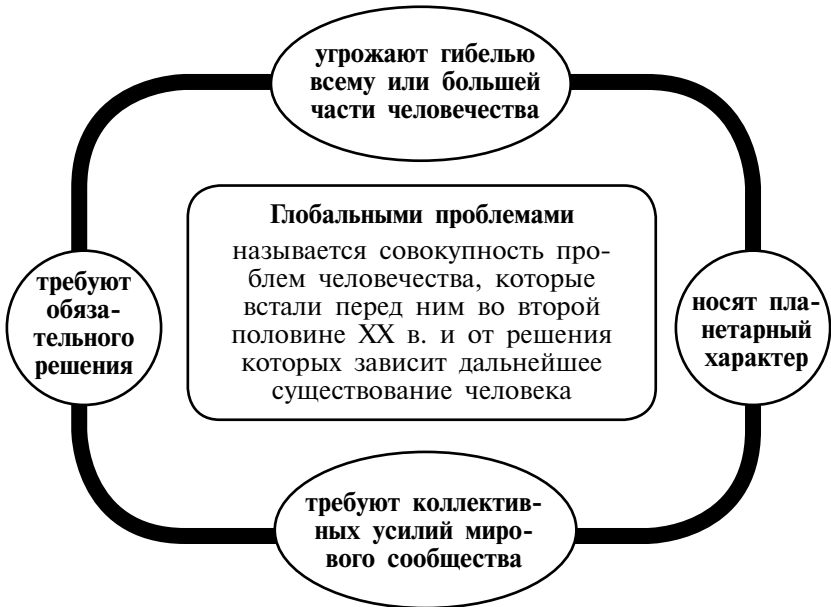 угрожают гибелью
всему или большей
части человечества
Глобальными проблемами
называется совокупность про-
блем человечества, которые
встали перед ним во второй
половине XX в. и от решения
которых зависит дальнейшее
существование человека
требуют
обяза-
тельного
решения
носят пла-
нетарный
характер
требуют коллектив-
ных усилий миро-
вого сообщества